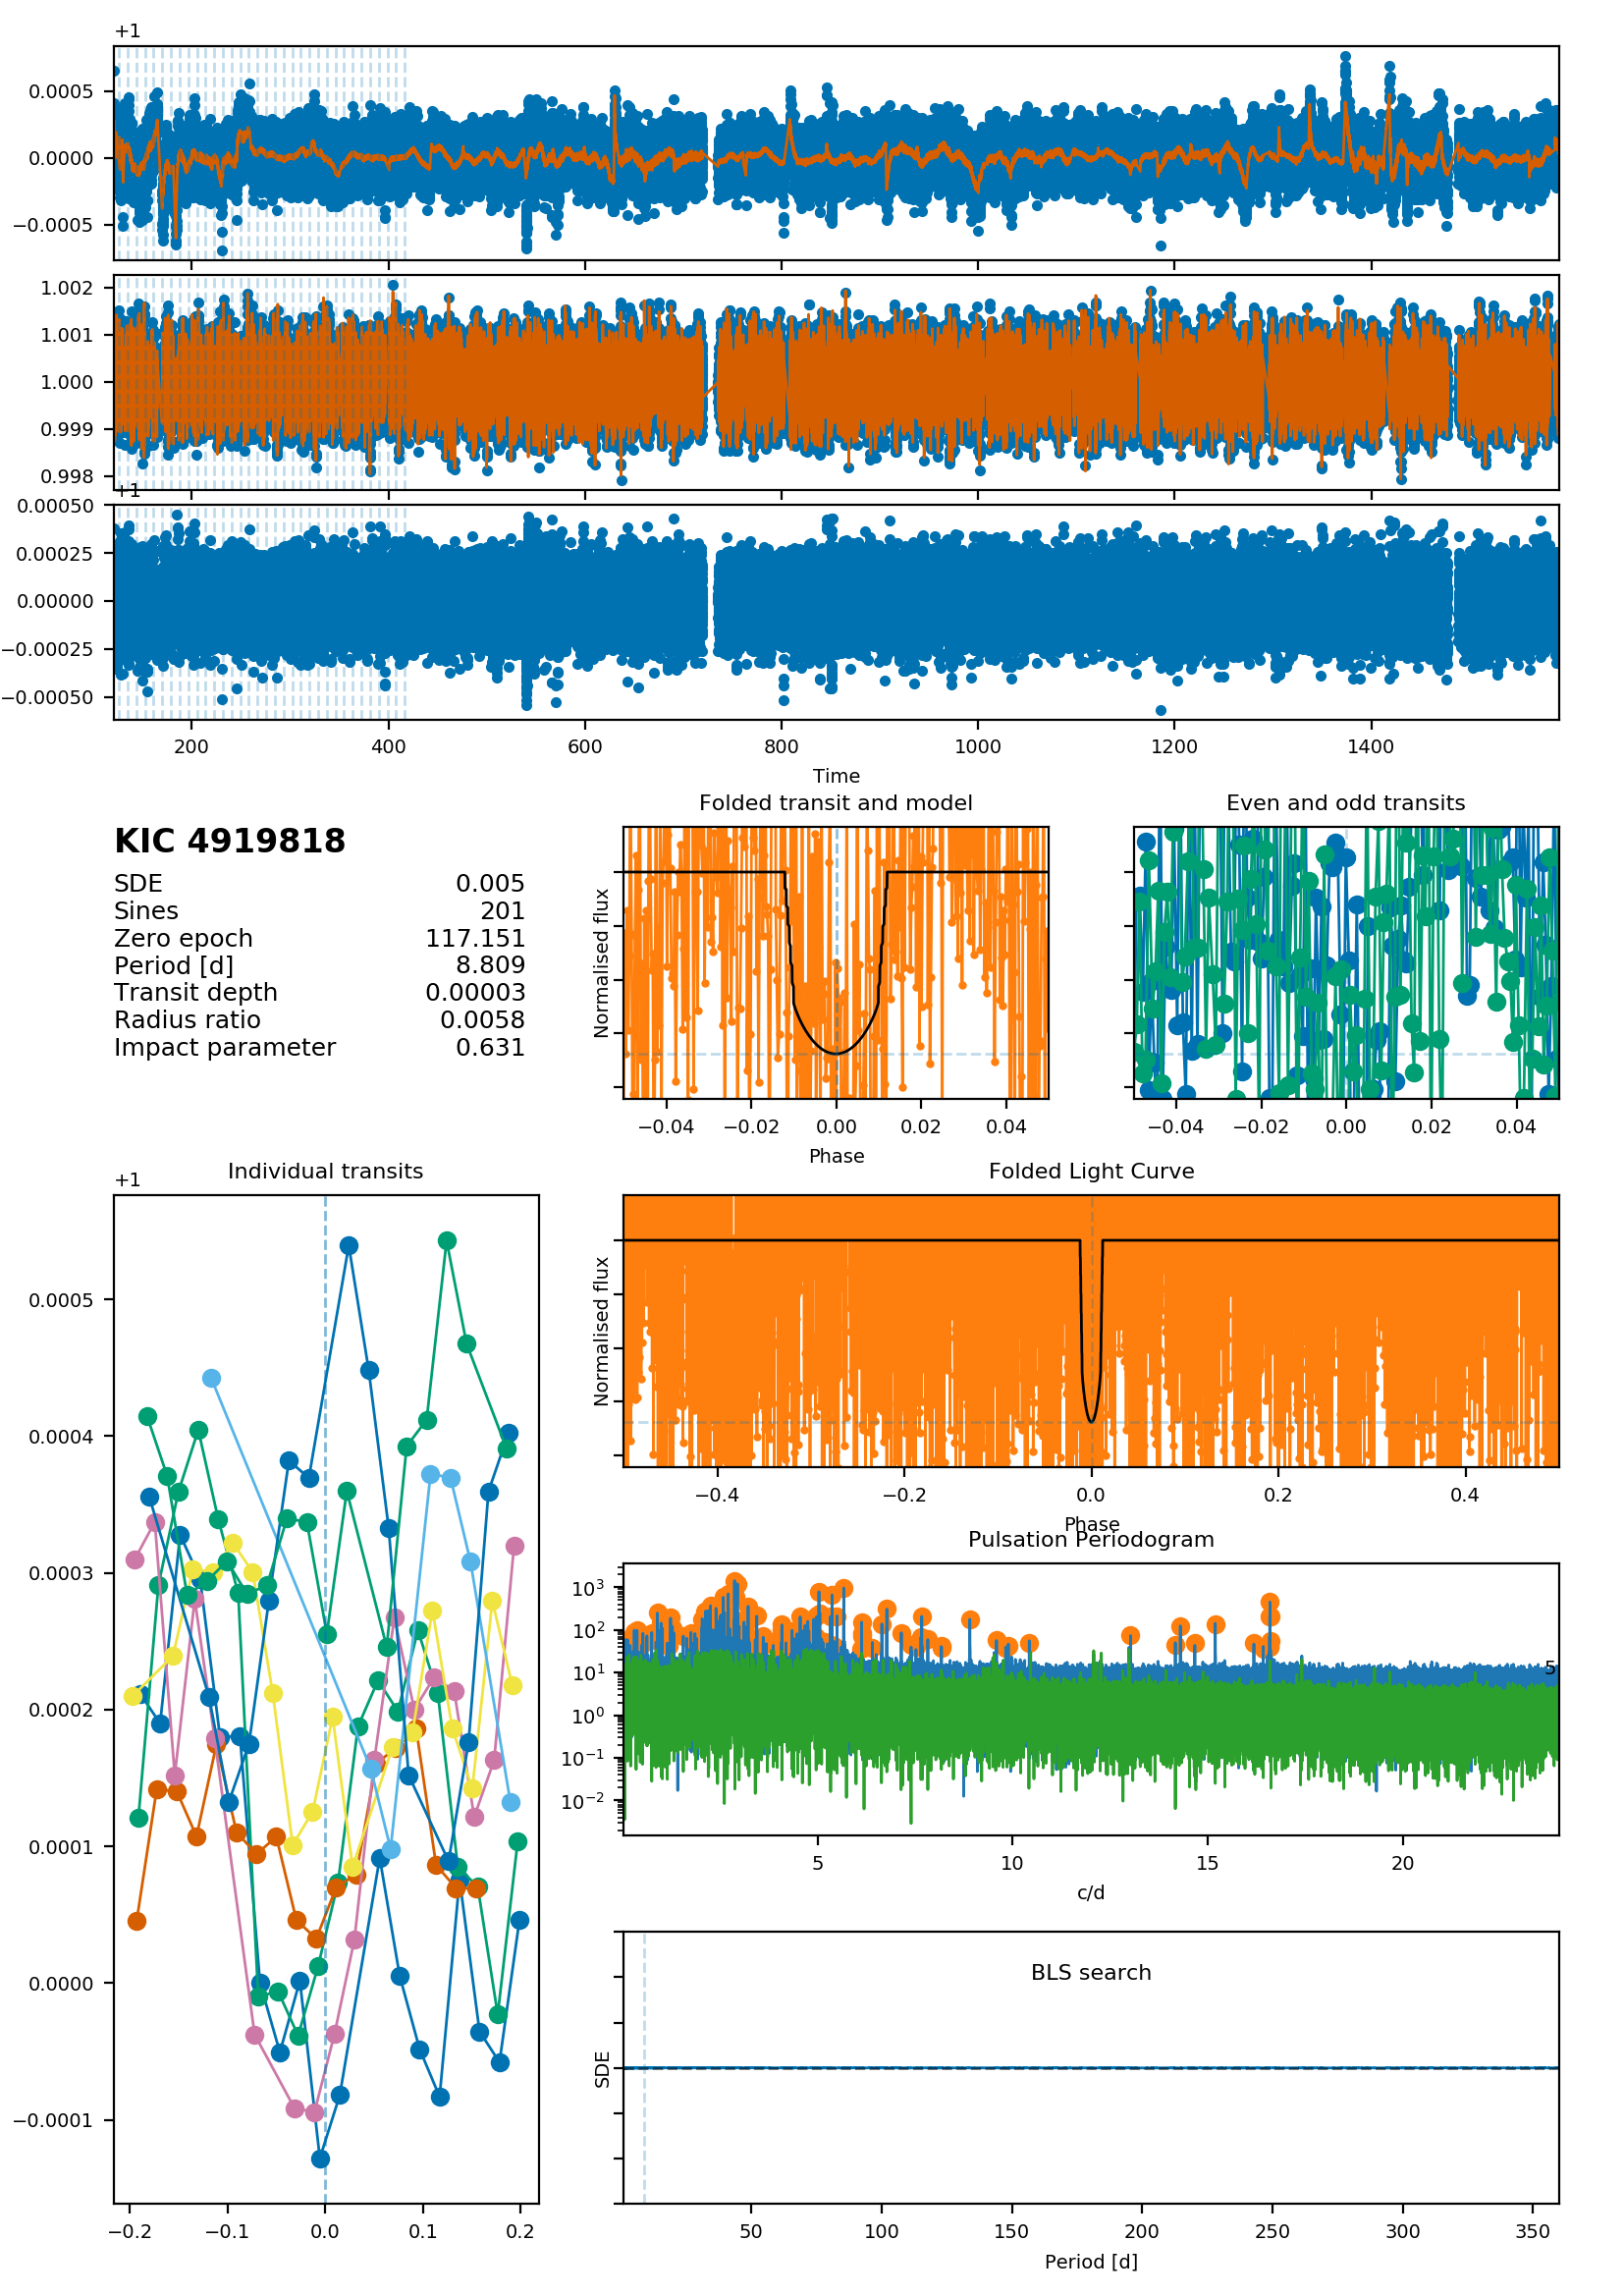 +1
0.0005
0.0000
−0.0005
1.002
1.001
1.000
0.999
0.998
+1
0.00050
0.00025
0.00000
−0.00025
−0.00050
200 400 600 800 1000 1200 1400
Time
KIC 4919818
SDE 0.005
Sines 201
Zero epoch 117.151
Period [d] 8.809
Transit depth 0.00003
Radius ratio 0.0058
Impact parameter 0.631
Folded transit and model
Normalised flux
−0.04 −0.02 0.00 0.02 0.04
Phase
Even and odd transits
−0.04 −0.02 0.00 0.02 0.04
Individual transits
+1
0.0005
0.0004
0.0003
0.0002
0.0001
0.0000
−0.0001
−0.2 −0.1 0.0 0.1 0.2
Folded Light Curve
Normalised flux
−0.4 −0.2 0.0 0.2 0.4
Phase
Pulsation Periodogram
10³
10²
10¹
10⁰
10⁻¹
10⁻²
5
5 10 15 20
c/d
BLS search
SDE
50 100 150 200 250 300 350
Period [d]